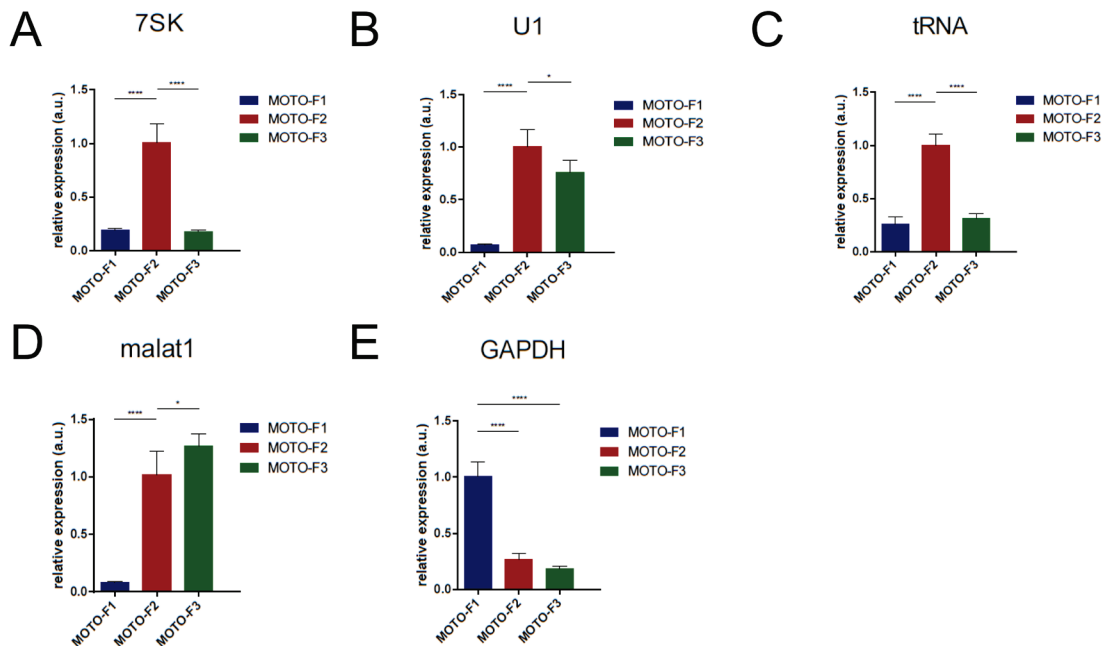 A
7SK
relative expression (a.u.)
1.5
1.0
0.5
0.0
****
****
MOTO-F1
MOTO-F2
MOTO-F3
MOTO-F1
MOTO-F2
MOTO-F3
B
U1
relative expression (a.u.)
1.5
1.0
0.5
0.0
****
*
MOTO-F1
MOTO-F2
MOTO-F3
MOTO-F1
MOTO-F2
MOTO-F3
C
tRNA
relative expression (a.u.)
1.5
1.0
0.5
0.0
****
****
MOTO-F1
MOTO-F2
MOTO-F3
MOTO-F1
MOTO-F2
MOTO-F3
D
malat1
relative expression (a.u.)
1.5
1.0
0.5
0.0
****
*
MOTO-F1
MOTO-F2
MOTO-F3
MOTO-F1
MOTO-F2
MOTO-F3
E
GAPDH
relative expression (a.u.)
1.5
1.0
0.5
0.0
****
****
MOTO-F1
MOTO-F2
MOTO-F3
MOTO-F1
MOTO-F2
MOTO-F3